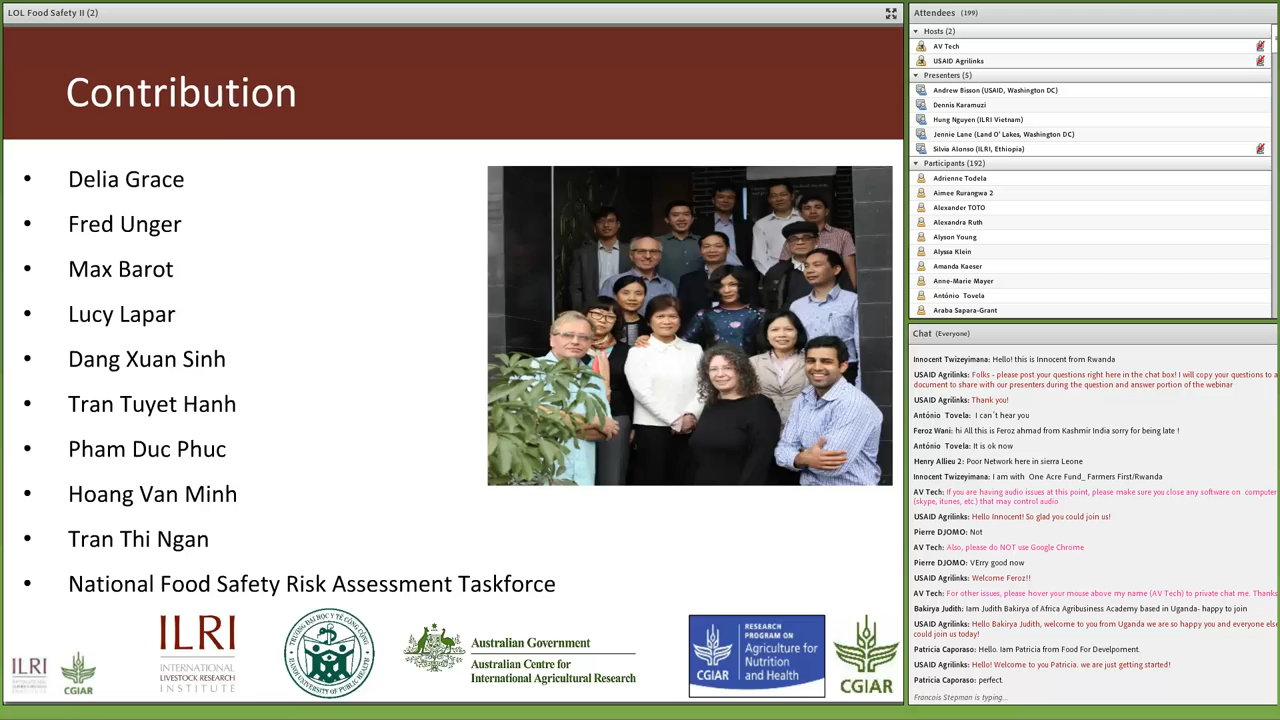 LOL Food Safety II (2)
Contribution
• Delia Grace
• Fred Unger
• Max Barot
• Lucy Lapar
• Dang Xuan Sinh
• Tran Tuyet Hanh
• Pham Duc Phuc
• Hoang Van Minh
• Tran Thi Ngan
• National Food Safety Risk Assessment Taskforce
ILRI
CGIAR
ILRI
INTERNATIONAL
LIVESTOCK RESEARCH
INSTITUTE
TRƯỜNG ĐẠI HỌC Y TẾ CÔNG CỘNG
HANOI UNIVERSITY OF PUBLIC HEALTH
Australian Government
Australian Centre for
International Agricultural Research
RESEARCH
PROGRAM ON
Agriculture for
Nutrition
and Health
CGIAR
CGIAR
Attendees (199)
Hosts (2)
AV Tech
USAID Agrilinks
Presenters (5)
Andrew Bisson (USAID, Washington DC)
Dennis Karamuzi
Hung Nguyen (ILRI Vietnam)
Jennie Lane (Land O' Lakes, Washington DC)
Silvia Alonso (ILRI, Ethiopia)
Participants (192)
Adrienne Todela
Aimee Rurangwa 2
Alexander TOTO
Alexandra Ruth
Alyson Young
Alyssa Klein
Amanda Kaeser
Anne-Marie Mayer
António Tovela
Araba Sapara-Grant
Chat (Everyone)
Innocent Twizeyimana: Hello! this is Innocent from Rwanda
USAID Agrilinks: Folks - please post your questions right here in the chat box! I will copy your questions to a
document to share with our presenters during the question and answer portion of the webinar
USAID Agrilinks: Thank you!
António Tovela: I can´t hear you
Feroz Wani: hi All this is Feroz ahmad from Kashmir India sorry for being late !
António Tovela: It is ok now
Henry Allieu 2: Poor Network here in sierra Leone
Innocent Twizeyimana: I am with One Acre Fund_ Farmers First/Rwanda
AV Tech: If you are having audio issues at this point, please make sure you close any software on computer
(skype, itunes, etc.) that may control audio
USAID Agrilinks: Hello Innocent! So glad you could join us!
Pierre DJOMO: Not
AV Tech: Also, please do NOT use Google Chrome
Pierre DJOMO: VErry good now
USAID Agrilinks: Welcome Feroz!!
AV Tech: For other issues, please hover your mouse above my name (AV Tech) to private chat me. Thanks
Bakirya Judith: Iam Judith Bakirya of Africa Agribusiness Academy based in Uganda- happy to join
USAID Agrilinks: Hello Bakirya Judith, welcome to you from Uganda we are so happy you and everyone else
could join us today!
Patricia Caporaso: Hello. Iam Patricia from Food For Develporment.
USAID Agrilinks: Hello! Welcome to you Patricia. we are just getting started!
Patricia Caporaso: perfect.
Francois Stepman is typing...